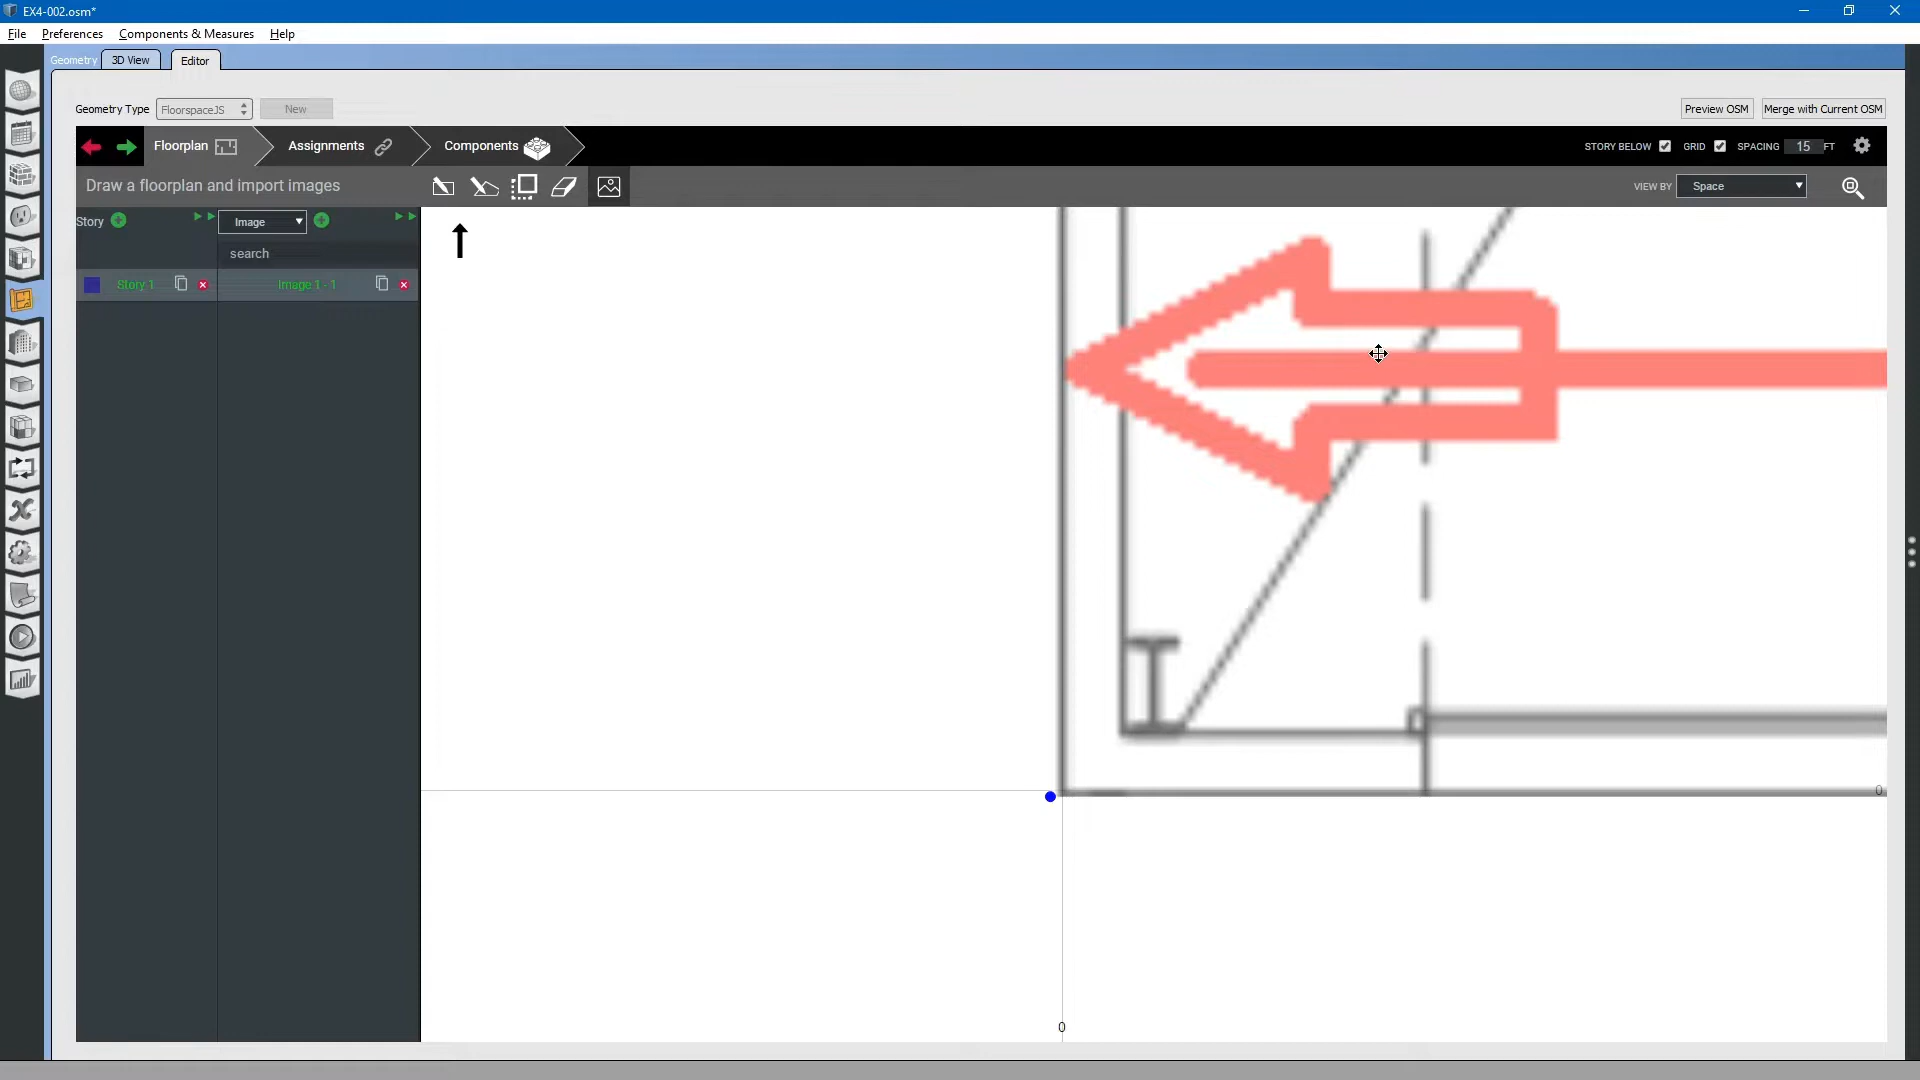 EX4-002.osm*
File Preferences Components & Measures Help
Geometry 3D View Editor
Geometry Type FloorspaceJS New Preview OSM Merge with Current OSM
Floorplan Assignments Components STORY BELOW GRID SPACING 15 FT
Draw a floorplan and import images VIEW BY Space
Story Image
search
Story 1 Image 1 - 1
0
0